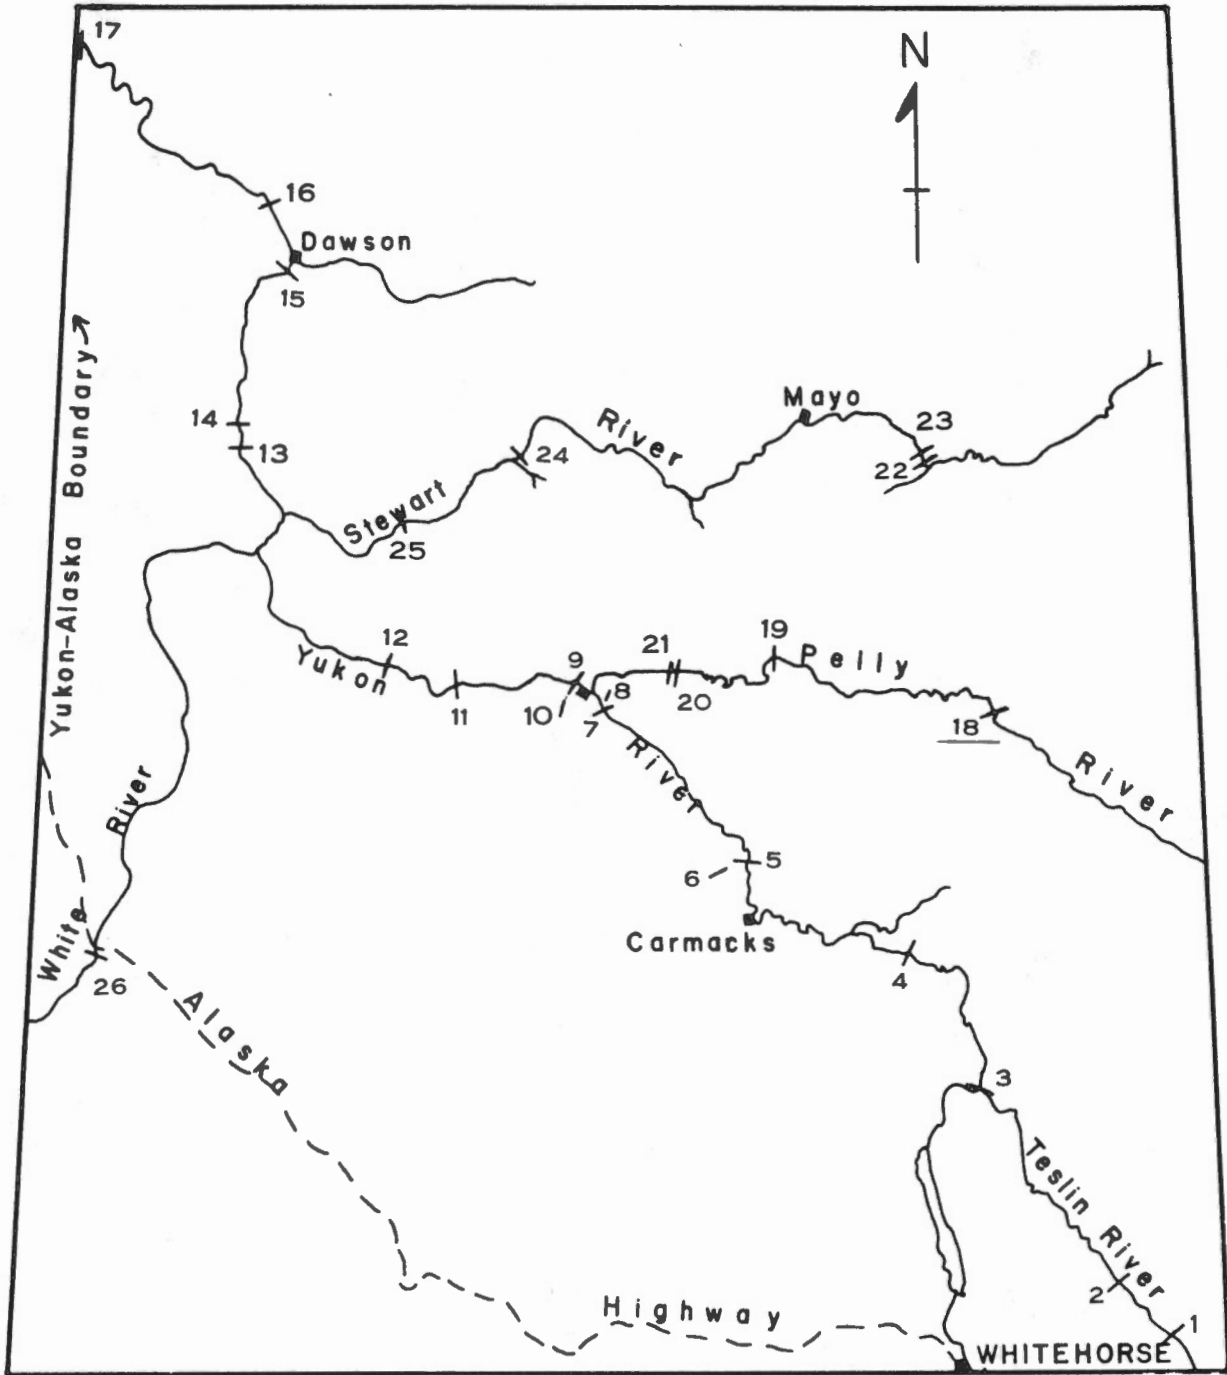 17
N
16
Dawson
15
Yukon-Alaska Boundary
14
13
Mayo
River
23
22
24
Stewart
25
19
Pelly
12
21
9
Yukon
20
8
18
11
10
7
River
River
River
5
6
Carmacks
4
White
26
Alaska
3
Teslin River
2
1
Highway
WHITEHORSE